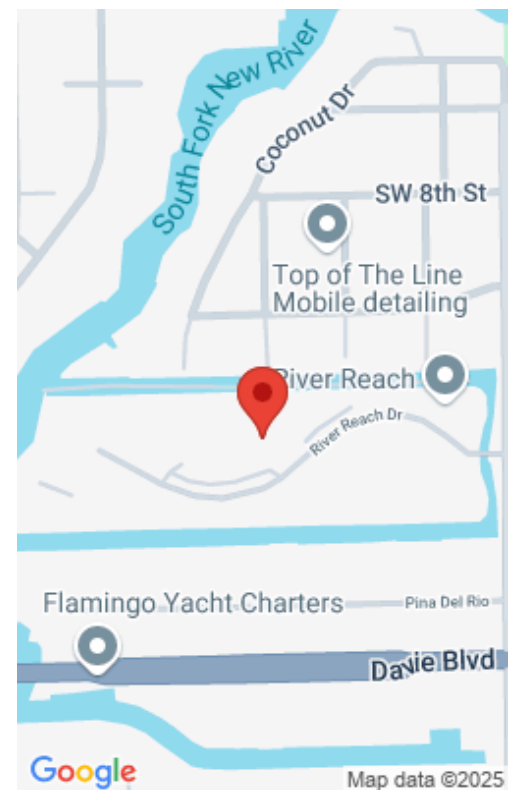 South Fork New River
Coconut Dr
SW 8th St
Top of The Line
Mobile detailing
River Reach
River Reach Dr
Flamingo Yacht Charters
Pina Del Rio
Davie Blvd
Google
Map data ©2025